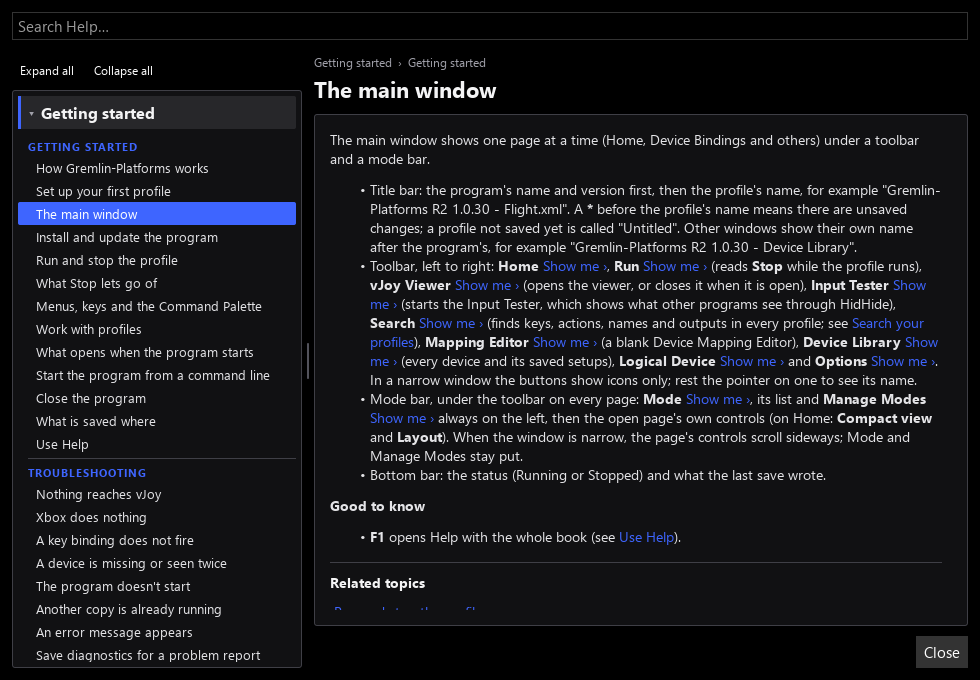 Search Help...
Expand all
Collapse all
Getting started
GETTING STARTED
How Gremlin-Platforms works
Set up your first profile
The main window
Install and update the program
Run and stop the profile
What Stop lets go of
Menus, keys and the Command Palette
Work with profiles
What opens when the program starts
Start the program from a command line
Close the program
What is saved where
Use Help
TROUBLESHOOTING
Nothing reaches vJoy
Xbox does nothing
A key binding does not fire
A device is missing or seen twice
The program doesn't start
Another copy is already running
An error message appears
Save diagnostics for a problem report
Getting started › Getting started
The main window
The main window shows one page at a time (Home, Device Bindings and others) under a toolbar
and a mode bar.
• Title bar: the program's name and version first, then the profile's name, for example "Gremlin-
Platforms R2 1.0.30 - Flight.xml". A * before the profile's name means there are unsaved
changes; a profile not saved yet is called "Untitled". Other windows show their own name
after the program's, for example "Gremlin-Platforms R2 1.0.30 - Device Library".
• Toolbar, left to right: Home Show me ›, Run Show me › (reads Stop while the profile runs),
vJoy Viewer Show me › (opens the viewer, or closes it when it is open), Input Tester Show
me › (starts the Input Tester, which shows what other programs see through HidHide),
Search Show me › (finds keys, actions, names and outputs in every profile; see Search your
profiles), Mapping Editor Show me › (a blank Device Mapping Editor), Device Library Show
me › (every device and its saved setups), Logical Device Show me › and Options Show me ›.
In a narrow window the buttons show icons only; rest the pointer on one to see its name.
• Mode bar, under the toolbar on every page: Mode Show me ›, its list and Manage Modes
Show me › always on the left, then the open page's own controls (on Home: Compact view
and Layout). When the window is narrow, the page's controls scroll sideways; Mode and
Manage Modes stay put.
• Bottom bar: the status (Running or Stopped) and what the last save wrote.
Good to know
• F1 opens Help with the whole book (see Use Help).
Related topics
Close